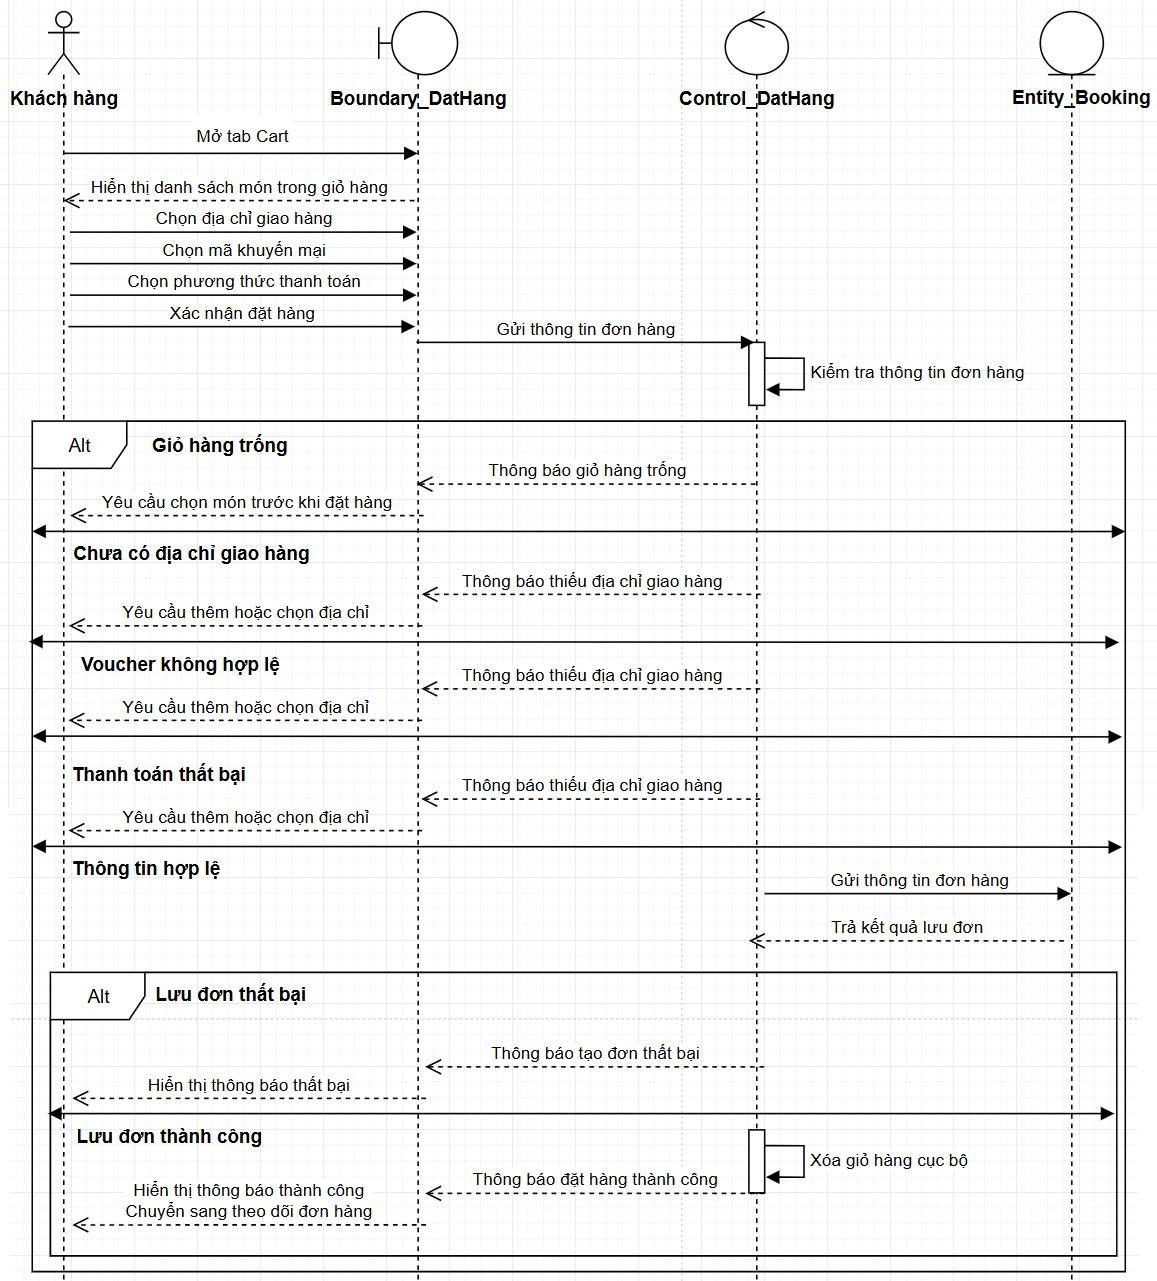 Khách hàng
Boundary_DatHang
Control_DatHang
Entity_Booking
Mở tab Cart
Hiển thị danh sách món trong giỏ hàng
Chọn địa chỉ giao hàng
Chọn mã khuyến mại
Chọn phương thức thanh toán
Xác nhận đặt hàng
Gửi thông tin đơn hàng
Kiểm tra thông tin đơn hàng
Alt
Giỏ hàng trống
Thông báo giỏ hàng trống
Yêu cầu chọn món trước khi đặt hàng
Chưa có địa chỉ giao hàng
Thông báo thiếu địa chỉ giao hàng
Yêu cầu thêm hoặc chọn địa chỉ
Voucher không hợp lệ
Thông báo thiếu địa chỉ giao hàng
Yêu cầu thêm hoặc chọn địa chỉ
Thanh toán thất bại
Thông báo thiếu địa chỉ giao hàng
Yêu cầu thêm hoặc chọn địa chỉ
Thông tin hợp lệ
Gửi thông tin đơn hàng
Trả kết quả lưu đơn
Alt
Lưu đơn thất bại
Thông báo tạo đơn thất bại
Hiển thị thông báo thất bại
Lưu đơn thành công
Xóa giỏ hàng cục bộ
Thông báo đặt hàng thành công
Hiển thị thông báo thành công
Chuyển sang theo dõi đơn hàng